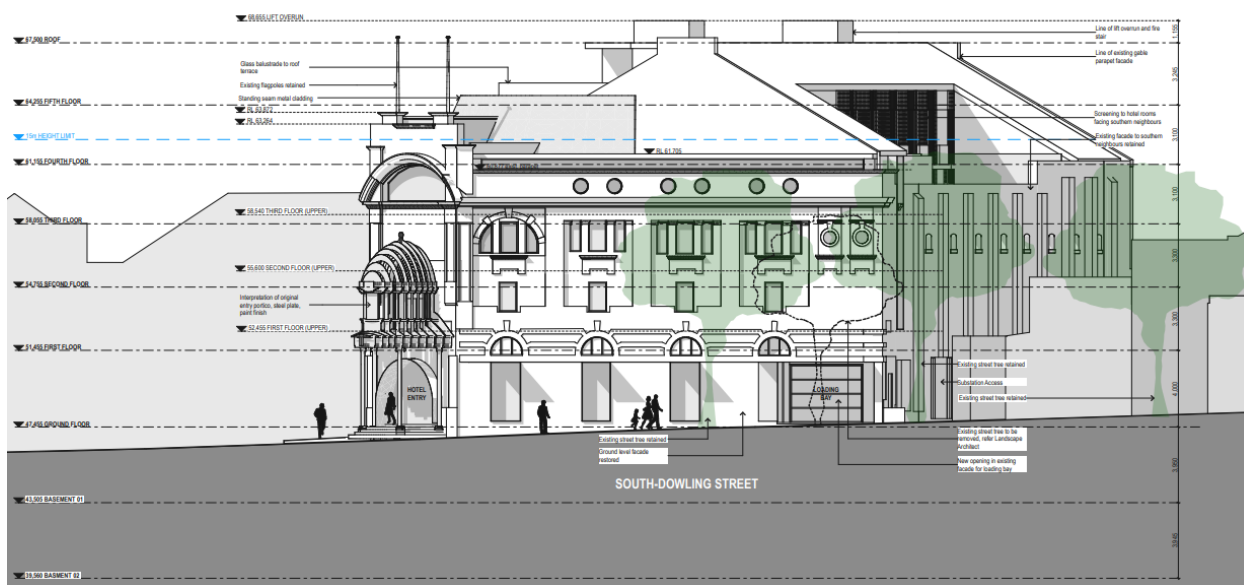 68,655 LIFT OVERUN
67,500 ROOF
Line of lift overrun and fire
stair
1,155
Line of existing gable
parapet facade
Glass balustrade to roof
terrace
Existing flagpoles retained
3,245
Standing seam metal cladding
64,255 FIFTH FLOOR
RL 63,672
RL 63,264
Screening to hotel rooms
facing southern neighbours
3,100
15m HEIGHT LIMIT
Existing facade to southern
neighbours retained
RL 61,705
61,155 FOURTH FLOOR
3,100
58,540 THIRD FLOOR (UPPER)
58,055 THIRD FLOOR
3,300
55,600 SECOND FLOOR (UPPER)
54,755 SECOND FLOOR
Interpretation of original
entry portico, steel plate,
paint finish
3,300
52,455 FIRST FLOOR (UPPER)
51,455 FIRST FLOOR
Existing street tree retained
Substation Access
Existing street tree retained
4,000
HOTEL
ENTRY
LOADING
BAY
47,455 GROUND FLOOR
Existing street tree retained
Ground level facade
restored
Existing street tree to be
removed, refer Landscape
Architect
New opening in existing
facade for loading bay
3,950
SOUTH-DOWLING STREET
43,505 BASEMENT 01
3,945
39,560 BASMENT 02